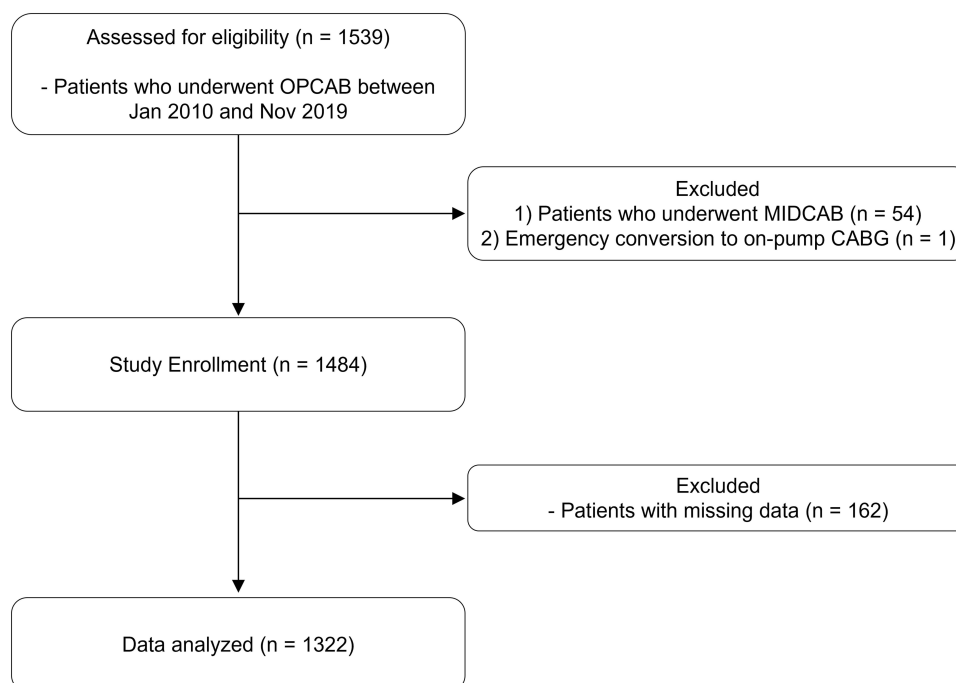 Assessed for eligibility (n = 1539)
- Patients who underwent OPCAB between
Jan 2010 and Nov 2019
Excluded
1) Patients who underwent MIDCAB (n = 54)
2) Emergency conversion to on-pump CABG (n = 1)
Study Enrollment (n = 1484)
Excluded
- Patients with missing data (n = 162)
Data analyzed (n = 1322)